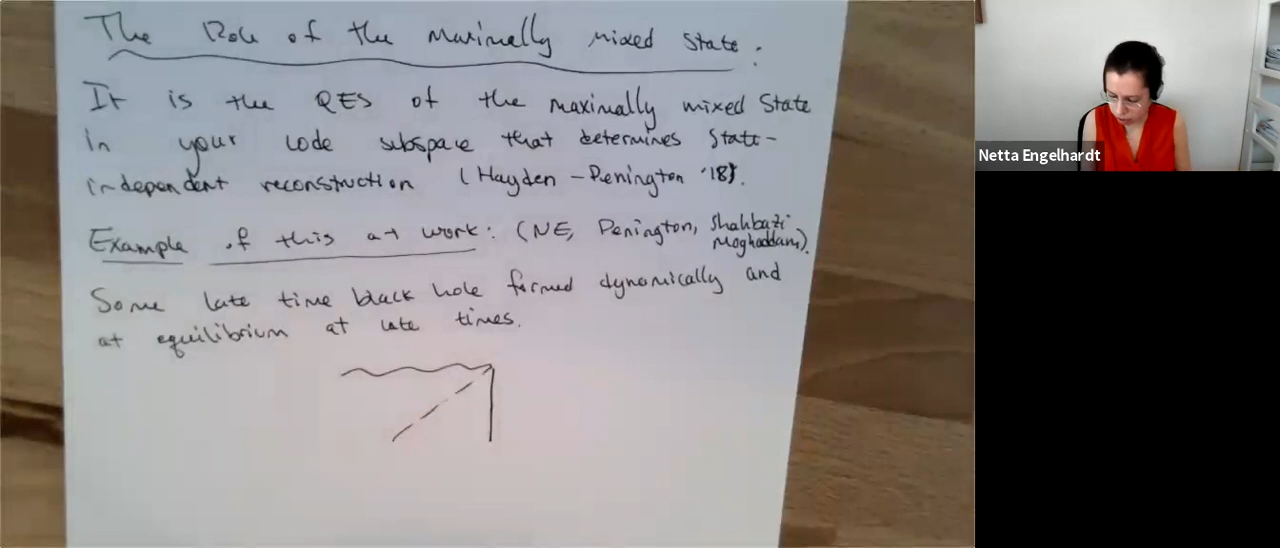 The Role of the maximally mixed state.
It is the QES of the maximally mixed state
in your code subspace that determines state-
independent reconstruction (Hayden - Penington '18).
Example of this at work: (NE, Penington, Shahbazi
Moghaddam).
Some late time black hole formed dynamically and
at equilibrium at late times.
Netta Engelhardt